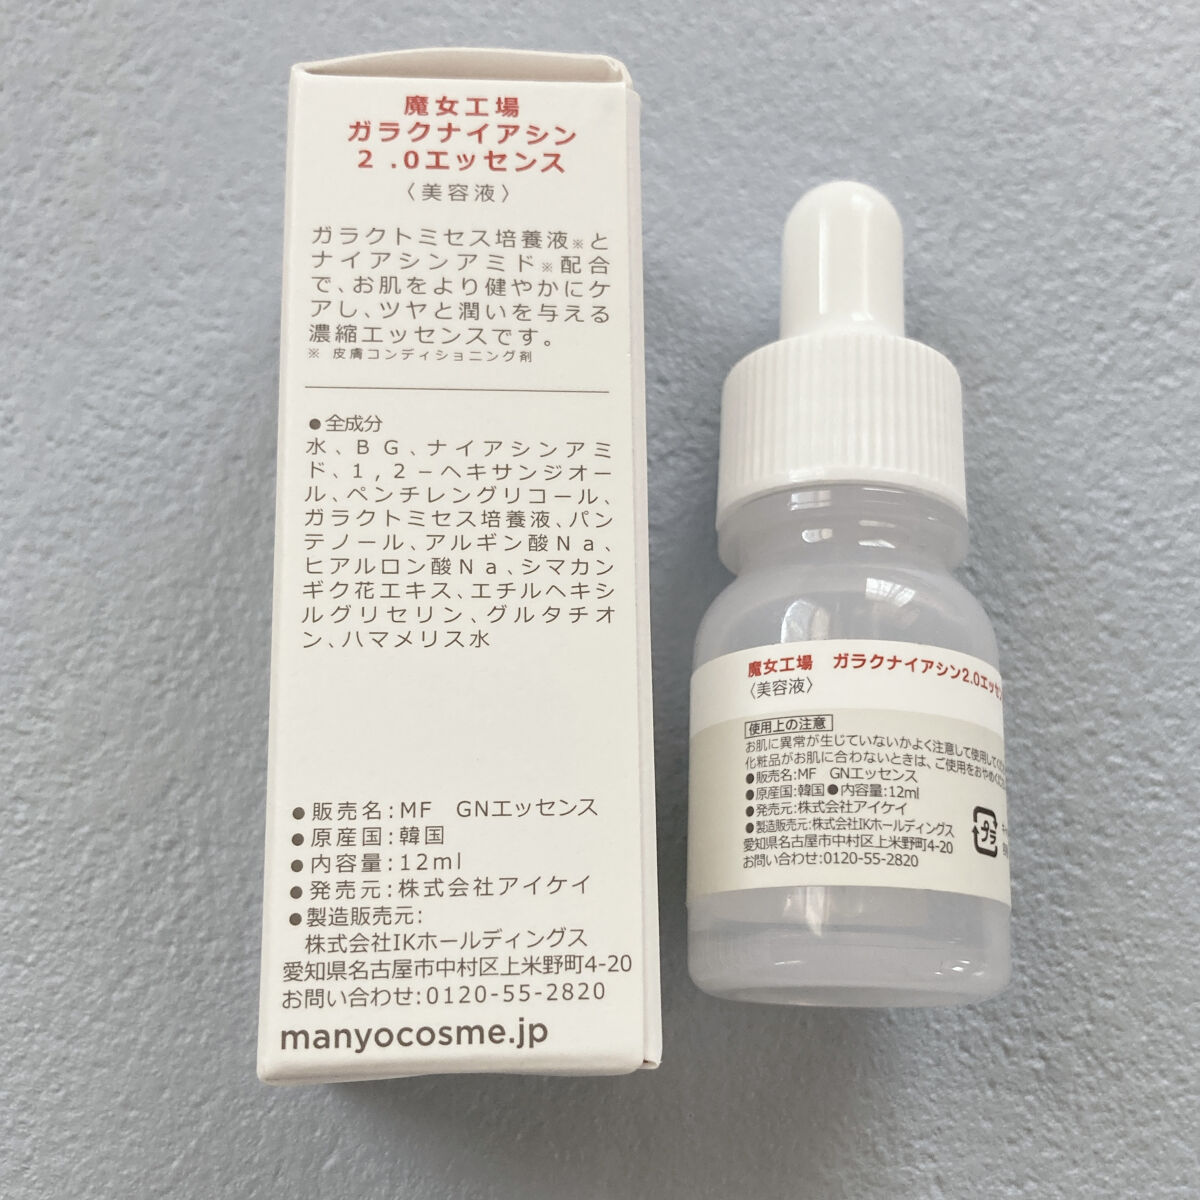 魔女工場
ガラクナイアシン
2.0エッセンス
〈美容液〉
ガラクトミセス培養液※と
ナイアシンアミド※配合
で、お肌をより健やかにケ
アし、ツヤと潤いを与える
濃縮エッセンスです。
※ 皮膚コンディショニング剤
●全成分
水、BG、ナイアシンアミ
ド、1,2-ヘキサンジオー
ル、ペンチレングリコール、
ガラクトミセス培養液、パン
テノール、アルギン酸Na、
ヒアルロン酸Na、シマカン
ギク花エキス、エチルヘキシ
ルグリセリン、グルタチオ
ン、ハマメリス水
●販売名:MF GNエッセンス
●原産国:韓国
●内容量:12ml
●発売元:株式会社アイケイ
●製造販売元:
株式会社IKホールディングス
愛知県名古屋市中村区上米野町4-20
お問い合わせ:0120-55-2820
manyocosme.jp
魔女工場 ガラクナイアシン2.0エッセン
〈美容液〉
使用上の注意
お肌に異常が生じていないかよく注意して使用してく
化粧品がお肌に合わないときは、ご使用をおやめく
●販売名:MF GNエッセンス
●原産国:韓国●内容量:12ml
●発売元:株式会社アイケイ
●製造販売元:株式会社IKホールディングス
愛知県名古屋市中村区上米野町4-20
お問い合わせ:0120-55-2820
プラ